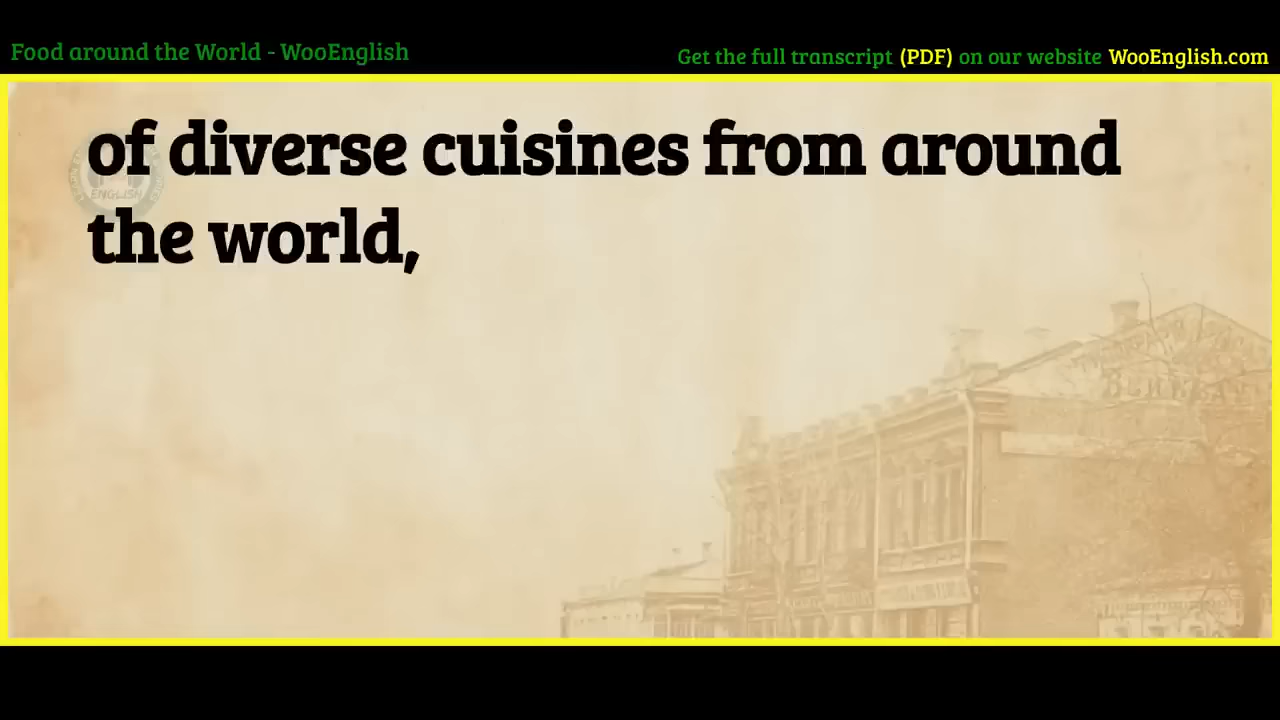 Food around the World - WooEnglish
Get the full transcript (PDF) on our website WooEnglish.com
of diverse cuisines from around
the world,
ENGLISH